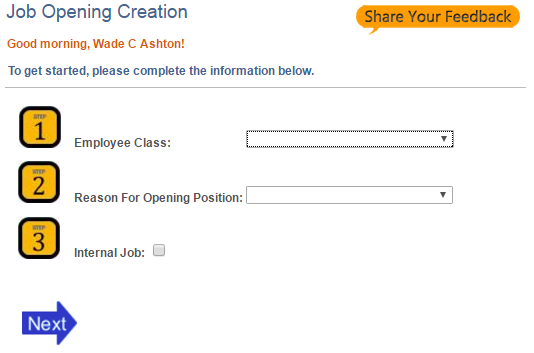 Job Opening Creation
Share Your Feedback
Good morning, Wade C Ashton!
To get started, please complete the information below.
STEP
1
Employee Class:
STEP
2
Reason For Opening Position:
STEP
3
Internal Job:
Next